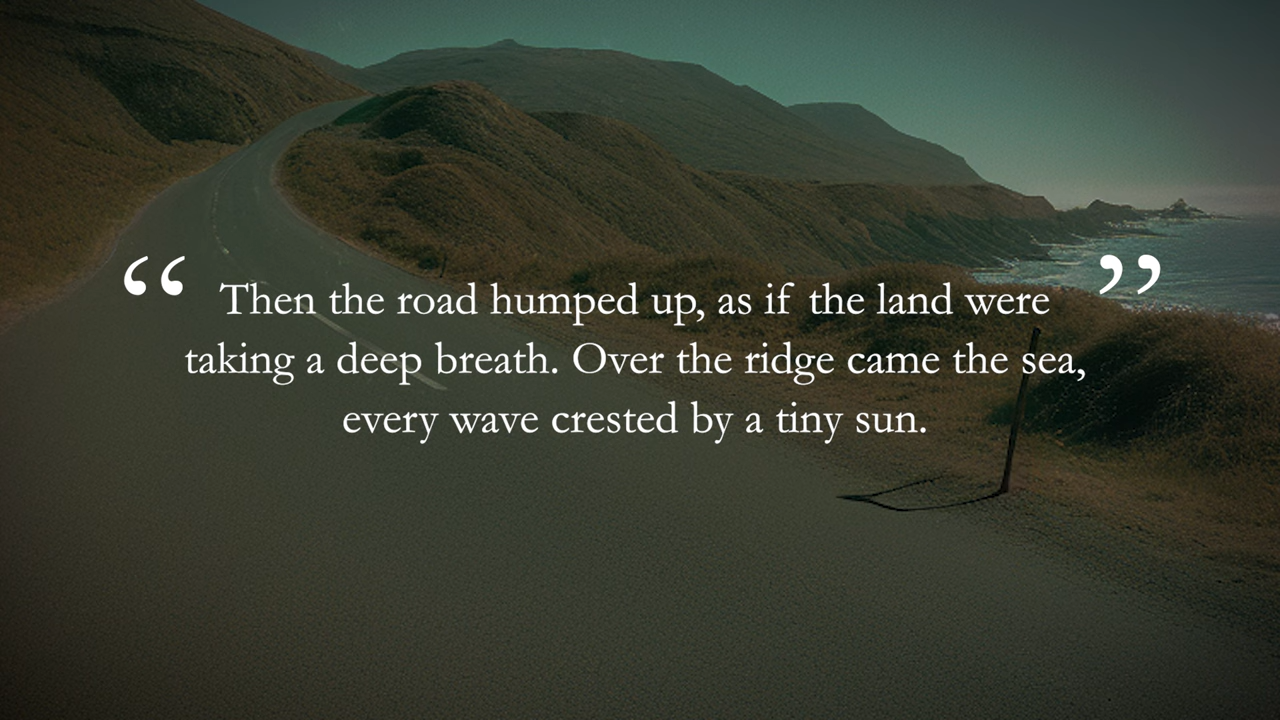 “ Then the road humped up, as if the land were ”
taking a deep breath. Over the ridge came the sea,
every wave crested by a tiny sun.